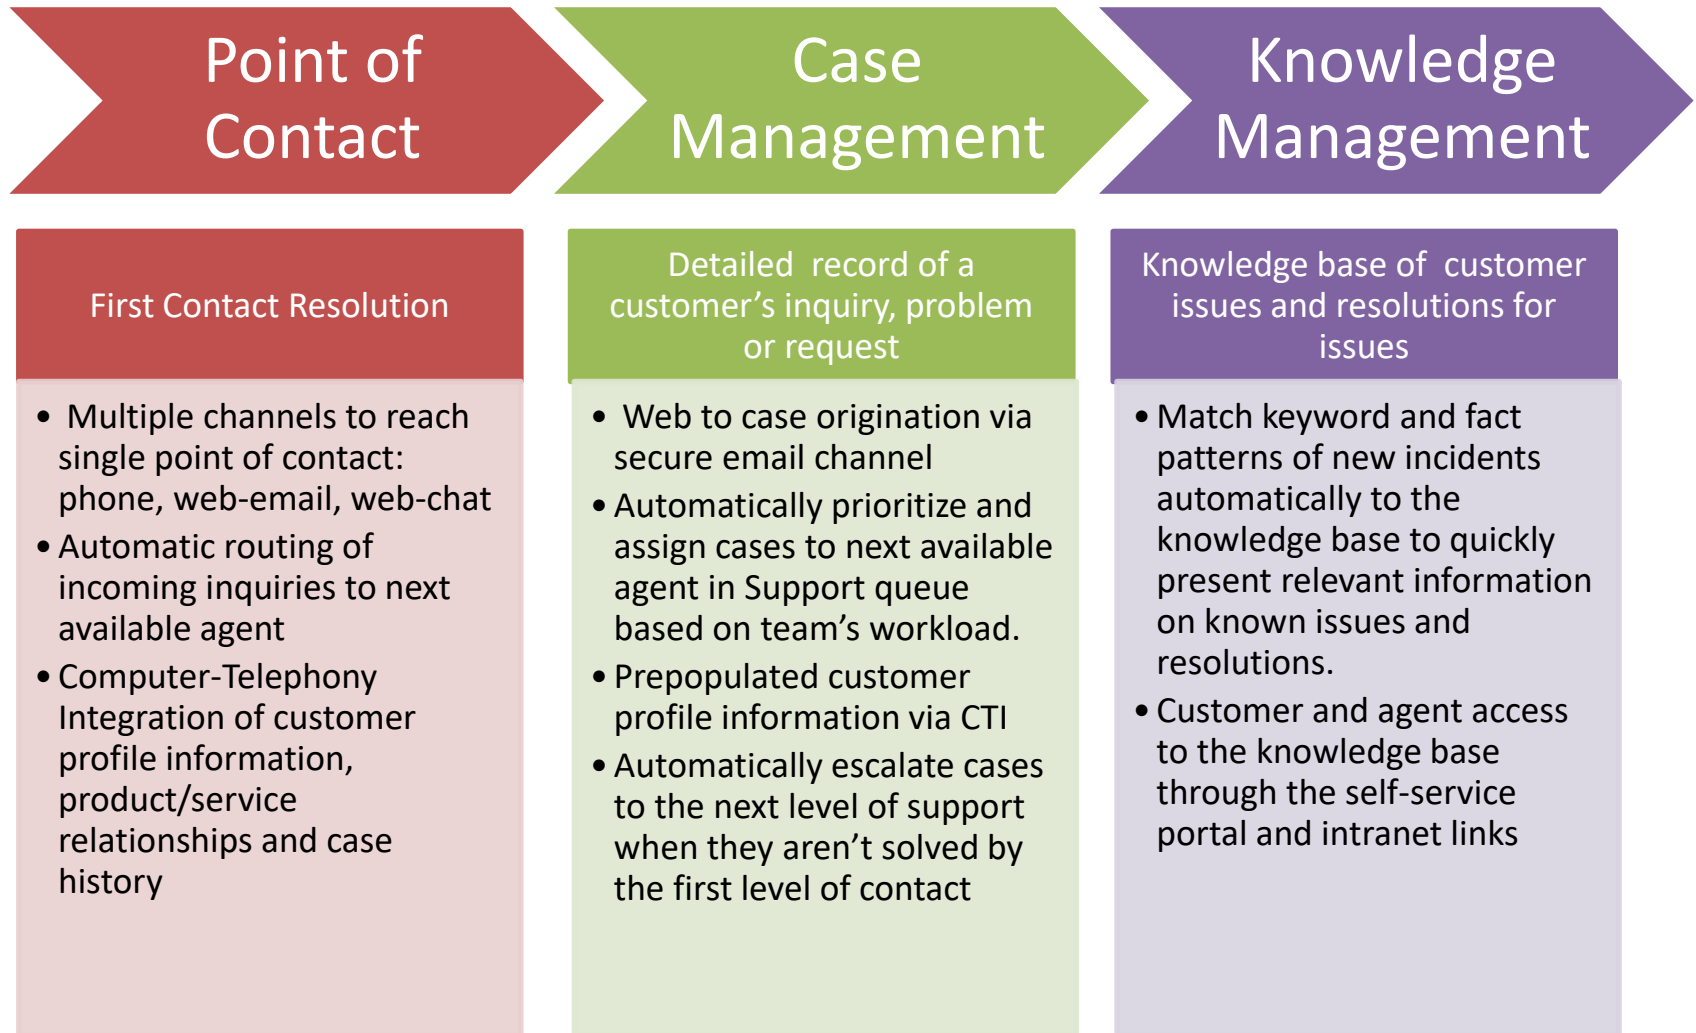 Point of
Contact
Case
Management
Knowledge
Management
First Contact Resolution
• Multiple channels to reach
single point of contact:
phone, web-email, web-chat
• Automatic routing of
incoming inquiries to next
available agent
• Computer-Telephony
Integration of customer
profile information,
product/service
relationships and case
history
Detailed record of a
customer’s inquiry, problem
or request
• Web to case origination via
secure email channel
• Automatically prioritize and
assign cases to next available
agent in Support queue
based on team’s workload.
• Prepopulated customer
profile information via CTI
• Automatically escalate cases
to the next level of support
when they aren’t solved by
the first level of contact
Knowledge base of customer
issues and resolutions for
issues
• Match keyword and fact
patterns of new incidents
automatically to the
knowledge base to quickly
present relevant information
on known issues and
resolutions.
• Customer and agent access
to the knowledge base
through the self-service
portal and intranet links